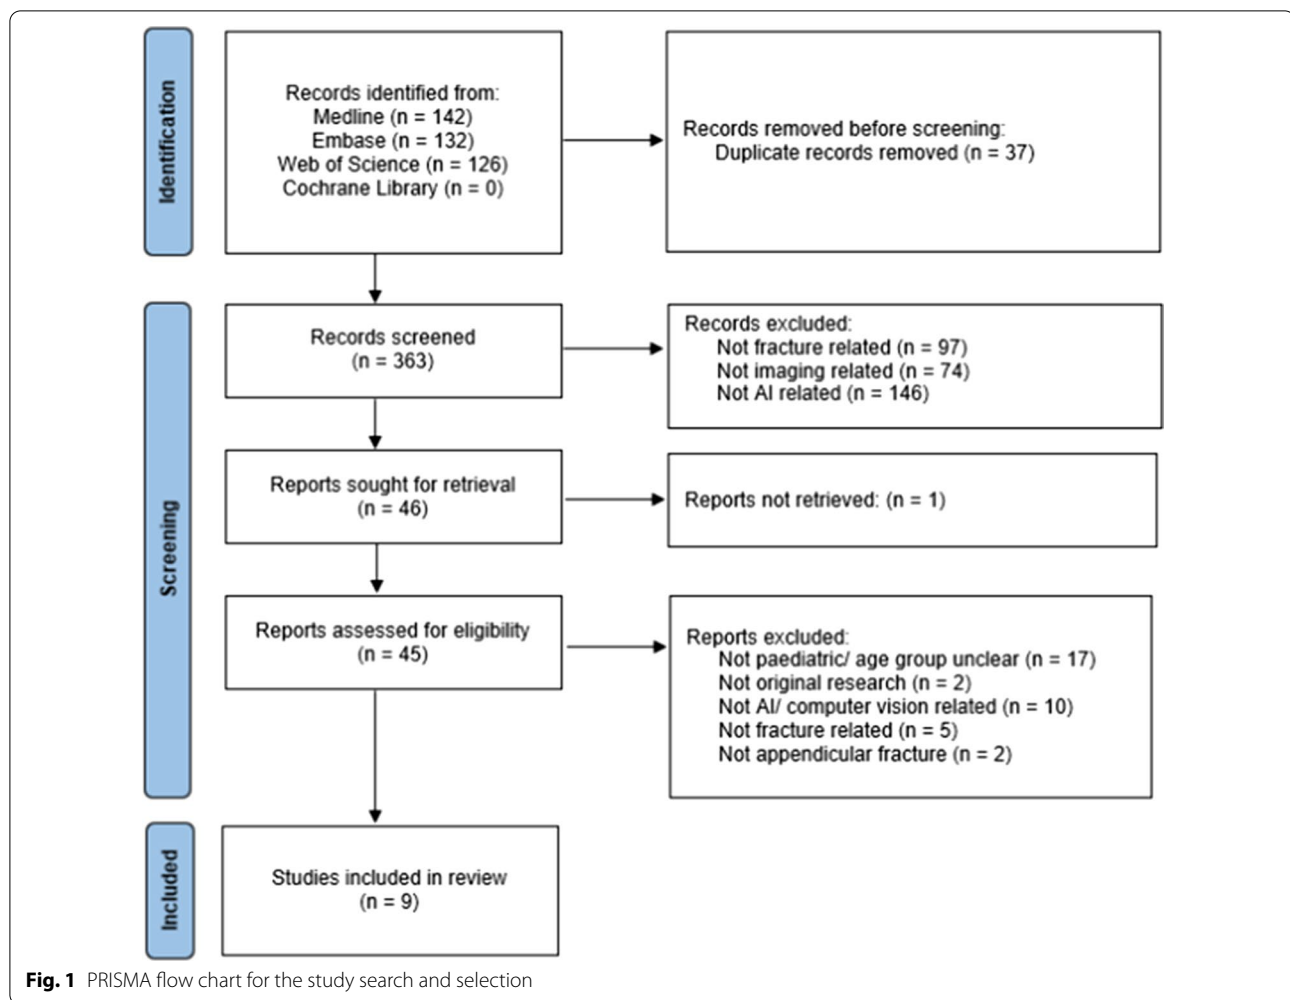 Identification
Records identified from:
Medline (n = 142)
Embase (n = 132)
Web of Science (n = 126)
Cochrane Library (n = 0)
Records removed before screening:
Duplicate records removed (n = 37)
Screening
Records screened
(n = 363)
Records excluded:
Not fracture related (n = 97)
Not imaging related (n = 74)
Not AI related (n = 146)
Reports sought for retrieval
(n = 46)
Reports not retrieved: (n = 1)
Reports assessed for eligibility
(n = 45)
Reports excluded:
Not paediatric/ age group unclear (n = 17)
Not original research (n = 2)
Not AI/ computer vision related (n = 10)
Not fracture related (n = 5)
Not appendicular fracture (n = 2)
Included
Studies included in review
(n = 9)
Fig. 1 PRISMA flow chart for the study search and selection